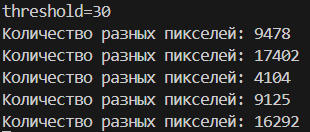 threshold=30
Количество разных пикселей: 9478
Количество разных пикселей: 17402
Количество разных пикселей: 4104
Количество разных пикселей: 9125
Количество разных пикселей: 16292